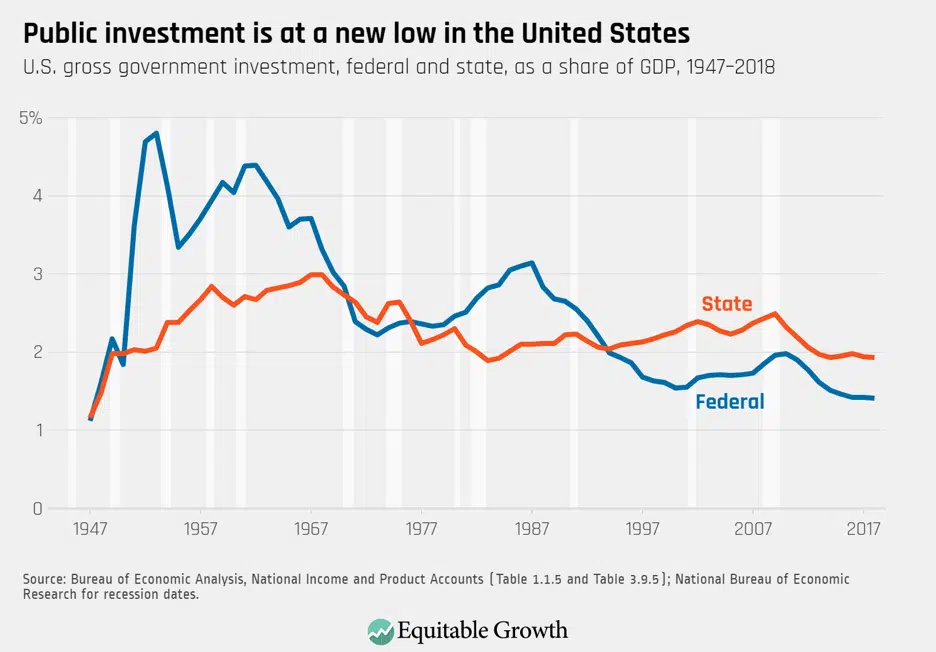 Public investment is at a new low in the United States
U.S. gross government investment, federal and state, as a share of GDP, 1947–2018
5%
4
3
2
1
0
State
Federal
1947 1957 1967 1977 1987 1997 2007 2017
Source: Bureau of Economic Analysis, National Income and Product Accounts (Table 1.1.5 and Table 3.9.5); National Bureau of Economic
Research for recession dates.
Equitable Growth